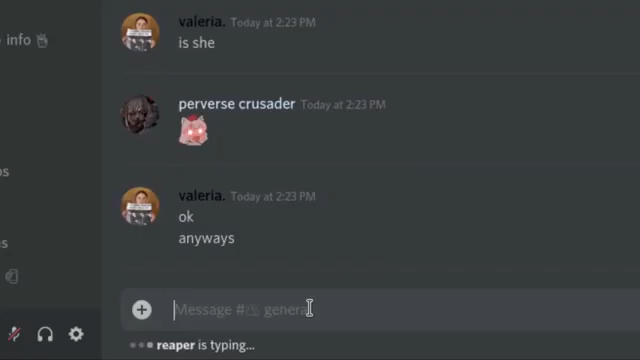 valeria. Today at 2:23 PM
info
is she
perverse crusader Today at 2:23 PM
valeria. Today at 2:23 PM
ok
anyways
Message # genera
reaper is typing...